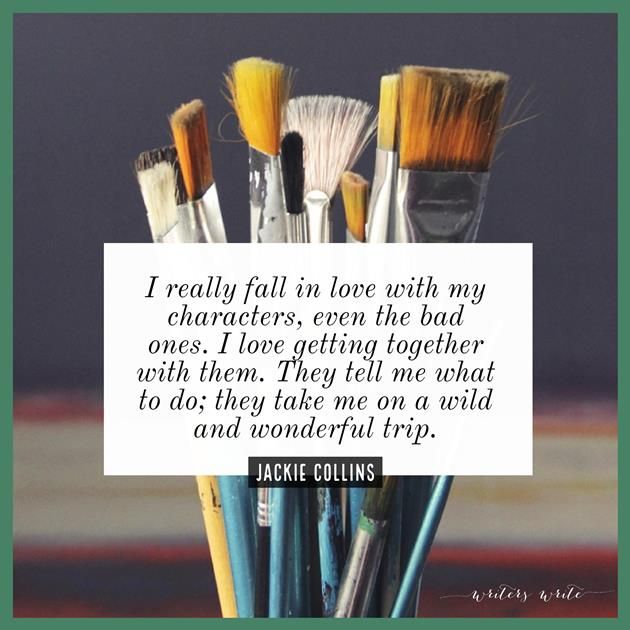 I really fall in love with my
characters, even the bad
ones. I love getting together
with them. They tell me what
to do; they take me on a wild
and wonderful trip.
JACKIE COLLINS
writers write